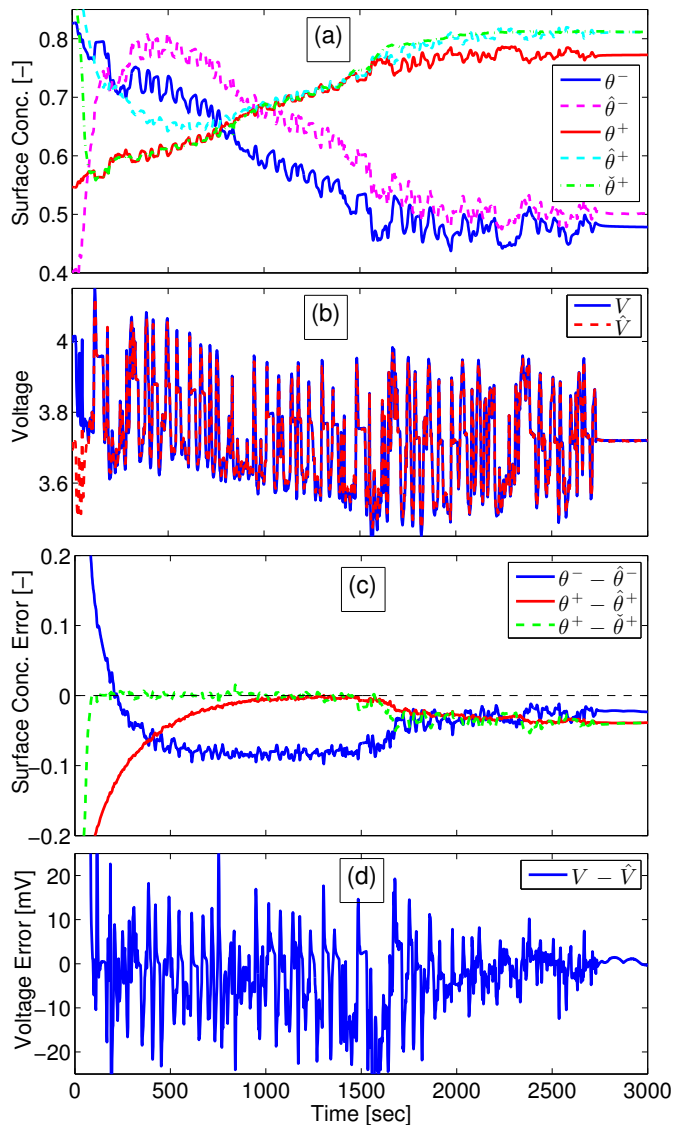 (a)
Surface Conc. [-]
0.8
0.7
0.6
0.5
0.4
θ⁻
θ̂⁻
θ⁺
θ̂⁺
θ̌⁺
(b)
Voltage
4
3.8
3.6
V
V̂
(c)
Surface Conc. Error [-]
0.2
0.1
0
−0.1
−0.2
θ⁻ − θ̂⁻
θ⁺ − θ̂⁺
θ⁺ − θ̌⁺
(d)
Voltage Error [mV]
20
10
0
−10
−20
V − V̂
0 500 1000 1500 2000 2500 3000
Time [sec]